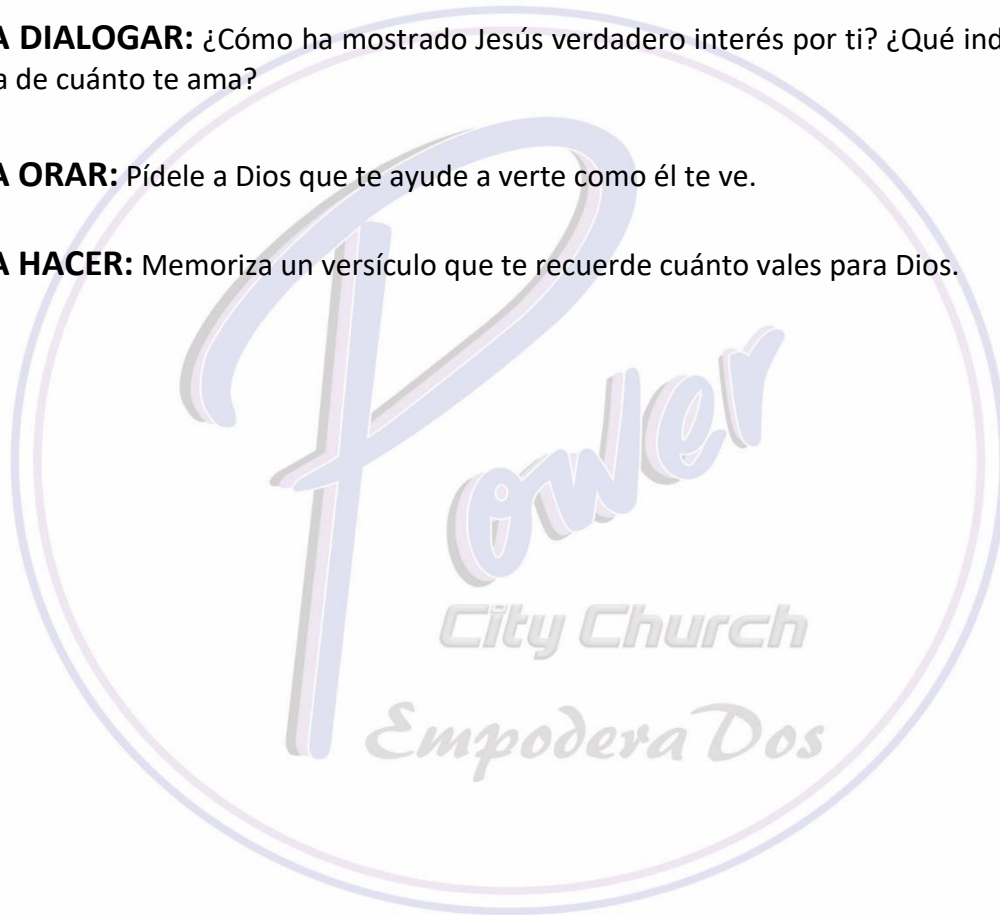 A DIALOGAR: ¿Cómo ha mostrado Jesús verdadero interés por ti? ¿Qué ind
a de cuánto te ama?
A ORAR: Pídele a Dios que te ayude a verte como él te ve.
A HACER: Memoriza un versículo que te recuerde cuánto vales para Dios.
Power
City Church
EmpoderaDos